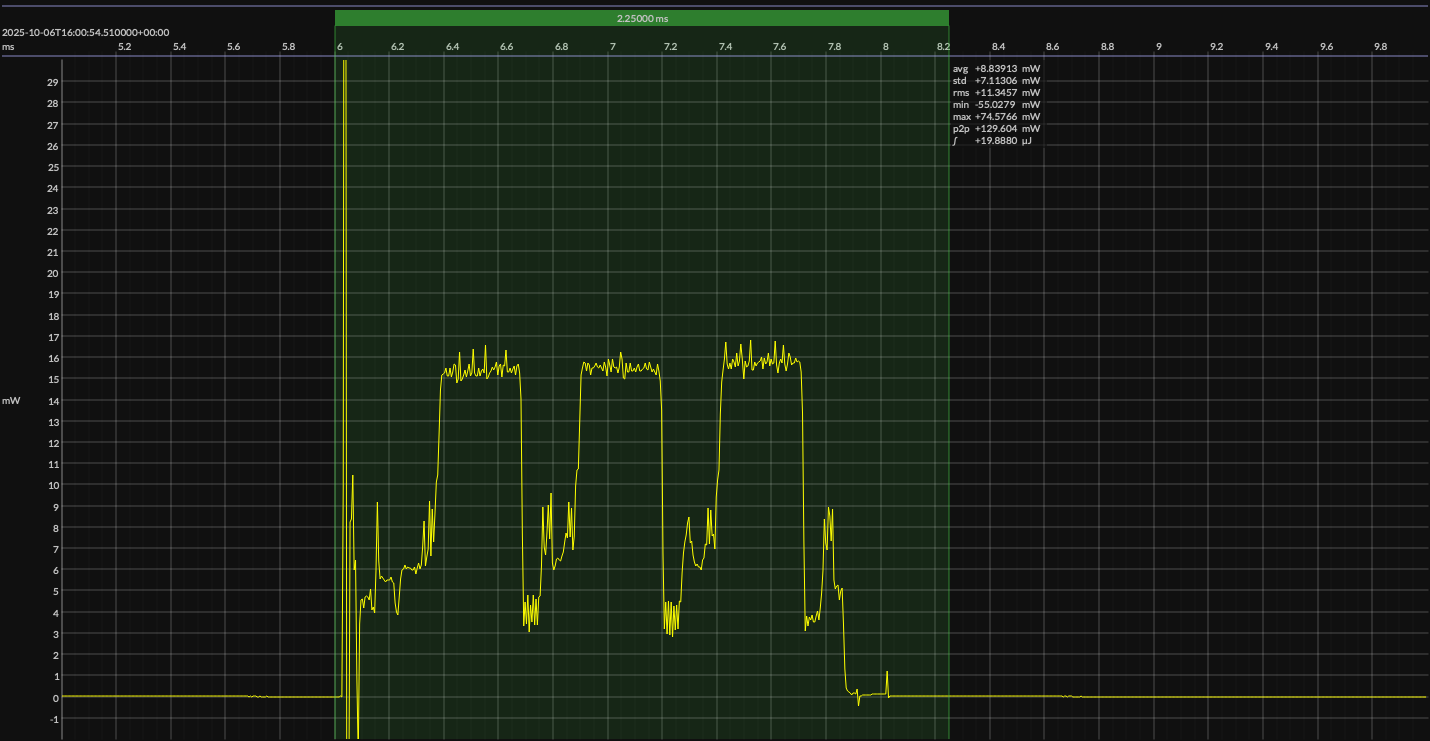 2.25000 ms
2025-10-06T16:00:54.510000+00:00
ms 5.2 5.4 5.6 5.8 6 6.2 6.4 6.6 6.8 7 7.2 7.4 7.6 7.8 8 8.2 8.4 8.6 8.8 9 9.2 9.4 9.6 9.8
avg +8.83913 mW
std +7.11306 mW
rms +11.3457 mW
min -55.0279 mW
max +74.5766 mW
p2p +129.604 mW
∫ +19.8880 µJ
29
28
27
26
25
24
23
22
21
20
19
18
17
16
15
mW 14
13
12
11
10
9
8
7
6
5
4
3
2
1
0
-1